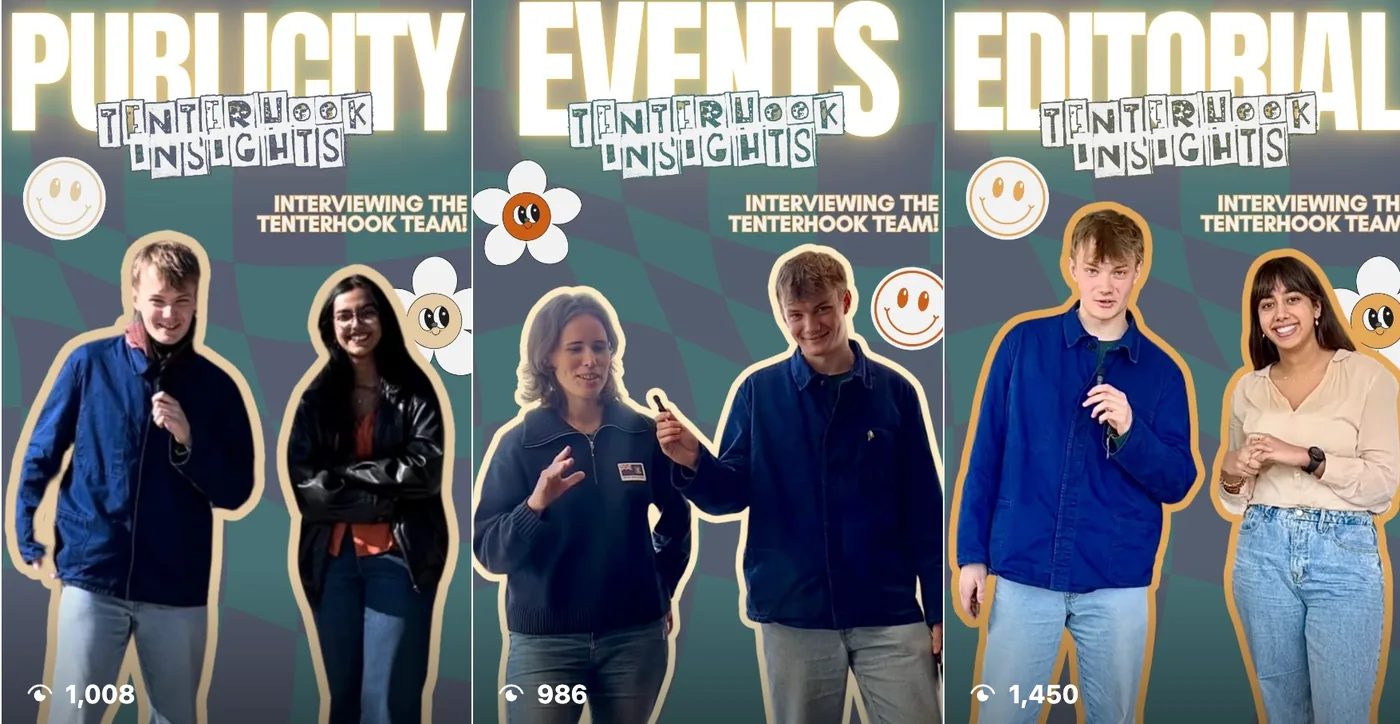 PUBLICITY
TENTERHOOK
INSIGHTS
INTERVIEWING THE
TENTERHOOK TEAM!
1,008
EVENTS
TENTERHOOK
INSIGHTS
INTERVIEWING THE
TENTERHOOK TEAM!
986
EDITORIAL
TENTERHOOK
INSIGHTS
INTERVIEWING TH
TENTERHOOK TEAM
1,450